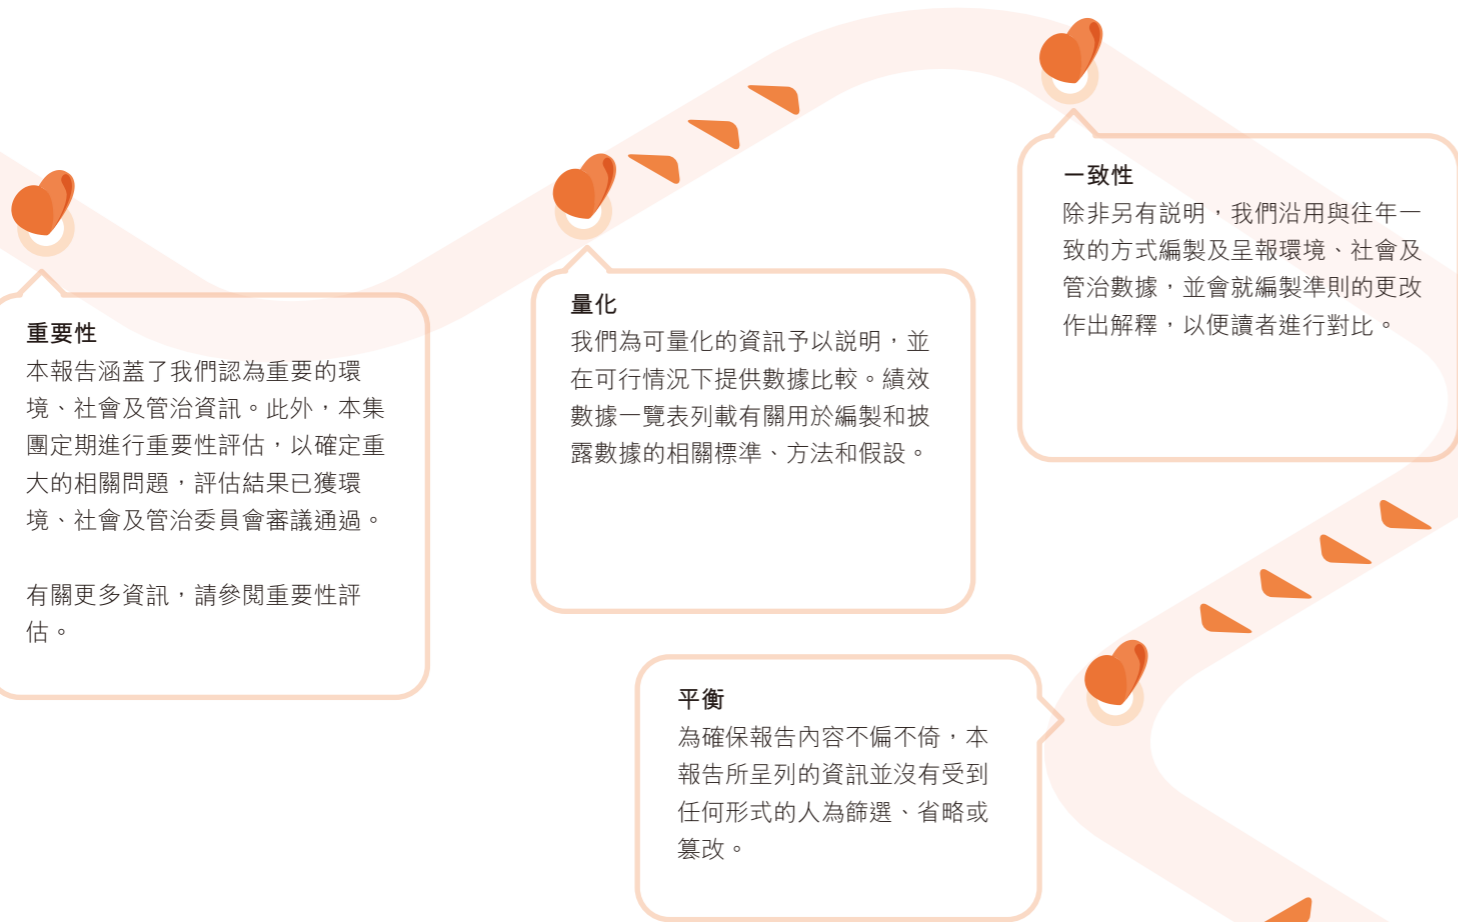 重要性
本報告涵蓋了我們認為重要的環
境、社會及管治資訊。此外，本集
團定期進行重要性評估，以確定重
大的相關問題，評估結果已獲環
境、社會及管治委員會審議通過。
有關更多資訊，請參閱重要性評
估。
量化
我們為可量化的資訊予以説明，並
在可行情況下提供數據比較。績效
數據一覽表列載有關用於編製和披
露數據的相關標準、方法和假設。
一致性
除非另有説明，我們沿用與往年一
致的方式編製及呈報環境、社會及
管治數據，並會就編製準則的更改
作出解釋，以便讀者進行對比。
平衡
為確保報告內容不偏不倚，本
報告所呈列的資訊並沒有受到
任何形式的人為篩選、省略或
篡改。